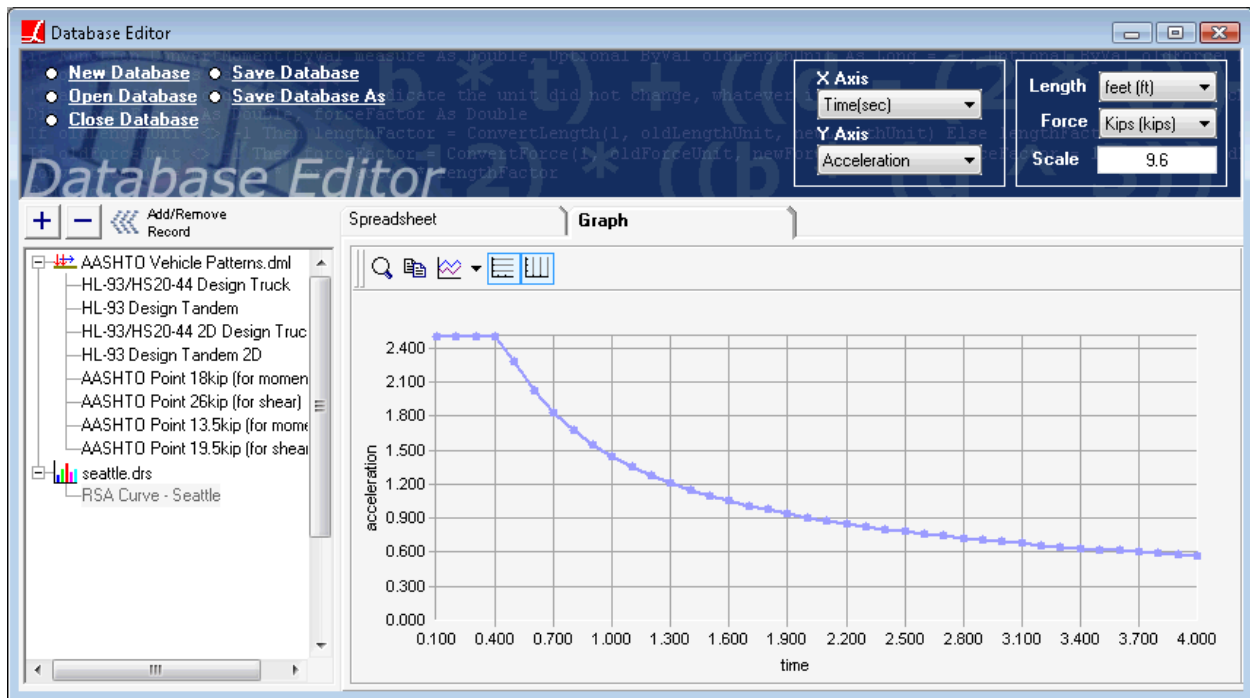 Database Editor
New Database
Save Database
Open Database
Save Database As
Close Database
Database Editor
X Axis
Time(sec)
Y Axis
Acceleration
Length
feet (ft)
Force
Kips (kips)
Scale
9.6
+
−
Add/Remove
Record
Spreadsheet
Graph
AASHTO Vehicle Patterns.dml
HL-93/HS20-44 Design Truck
HL-93 Design Tandem
HL-93/HS20-44 2D Design Truc
HL-93 Design Tandem 2D
AASHTO Point 18kip (for momen
AASHTO Point 26kip (for shear)
AASHTO Point 13.5kip (for mome
AASHTO Point 19.5kip (for shear
seattle.drs
RSA Curve - Seattle
2.400
2.100
1.800
1.500
1.200
0.900
0.600
0.300
0.000
acceleration
0.100 0.400 0.700 1.000 1.300 1.600 1.900 2.200 2.500 2.800 3.100 3.400 3.700 4.000
time